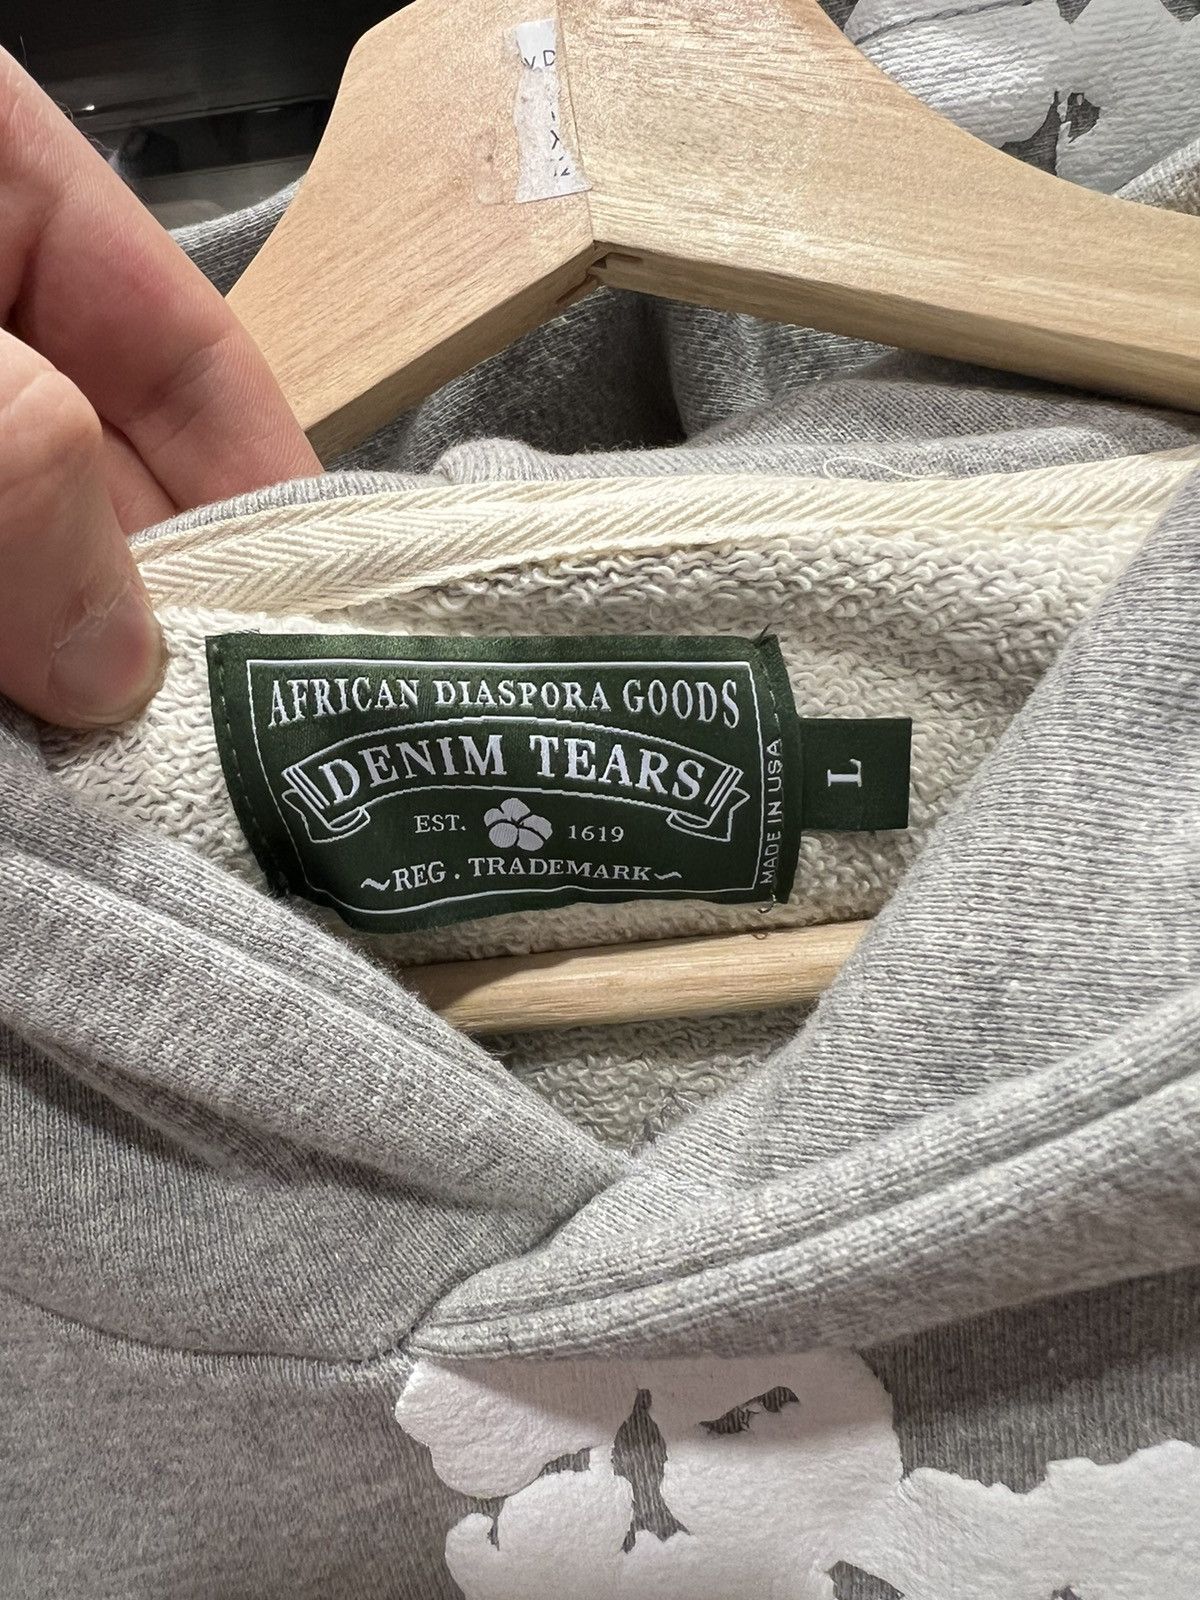 AFRICAN DIASPORA GOODS
DENIM TEARS
EST. 1619
~REG. TRADEMARK~
MADE IN USA
L